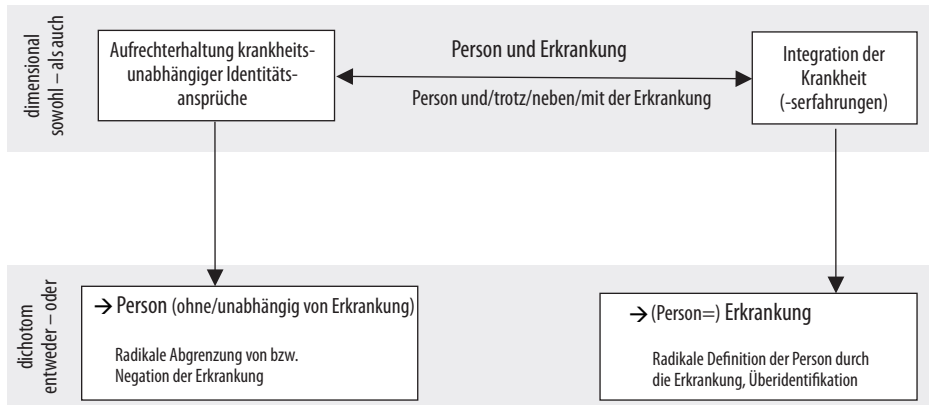 dimensional
sowohl – als auch
Aufrechterhaltung krankheits-
unabhängiger Identitäts-
ansprüche
Person und Erkrankung
Person und/trotz/neben/mit der Erkrankung
Integration der
Krankheit
(-serfahrungen)
dichotom
entweder – oder
→ Person (ohne/unabhängig von Erkrankung)
Radikale Abgrenzung von bzw.
Negation der Erkrankung
→ (Person=) Erkrankung
Radikale Definition der Person durch
die Erkrankung, Überidentifikation